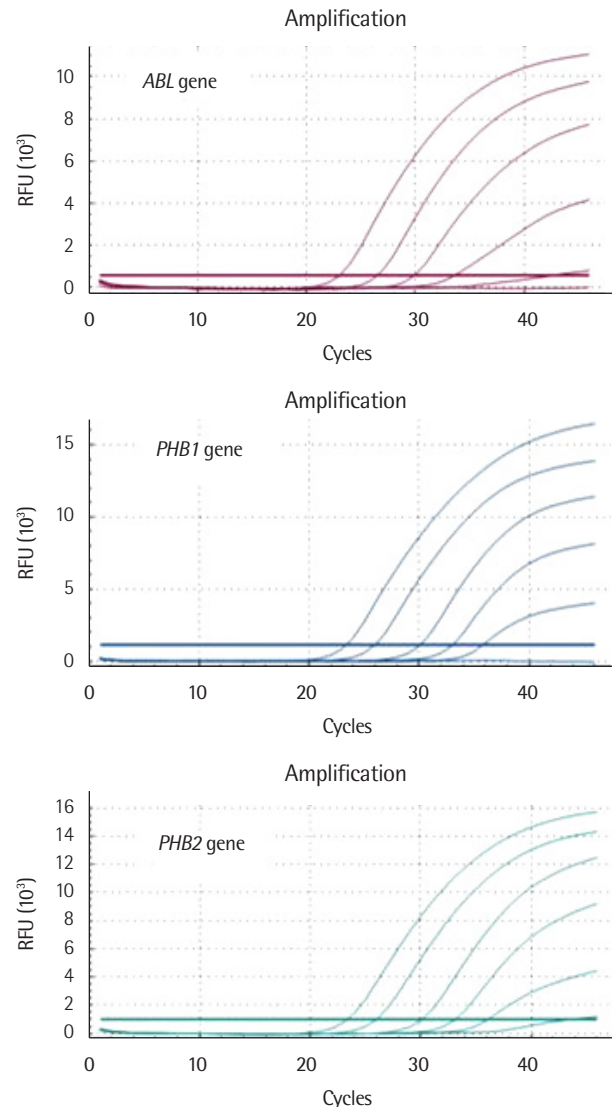 Amplification
ABL gene
RFU (10³)
10
8
6
4
2
0
0 10 20 30 40
Cycles
Amplification
PHB1 gene
RFU (10³)
15
10
5
0
0 10 20 30 40
Cycles
Amplification
PHB2 gene
RFU (10³)
16
14
12
10
8
6
4
2
0
0 10 20 30 40
Cycles